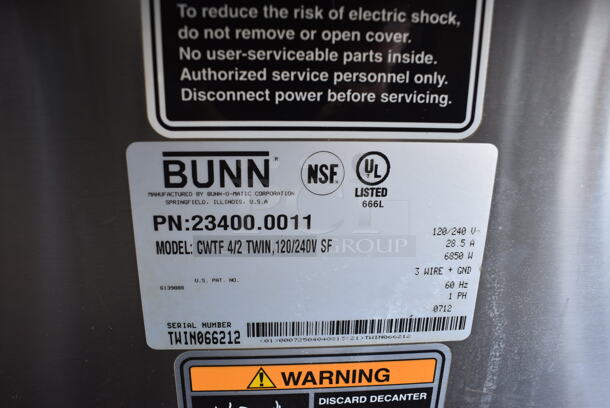 To reduce the risk of electric shock,
do not remove or open cover.
No user-serviceable parts inside.
Authorized service personnel only.
Disconnect power before servicing.
BUNN®
MANUFACTURED BY BUNN-O-MATIC CORPORATION
SPRINGFIELD, ILLINOIS, U.S.A
NSF.
UL
LISTED
666L
PN:23400.0011
MODEL: CWTF 4/2 TWIN,120/240V SF
GROUP
120/240 V~
28.5 A
6850 W
3 WIRE + GND
60 Hz
1 PH
0712
U.S. PAT. NO.
6139888
SERIAL NUMBER
TWIN066212
WARNING
DISCARD DECANTER